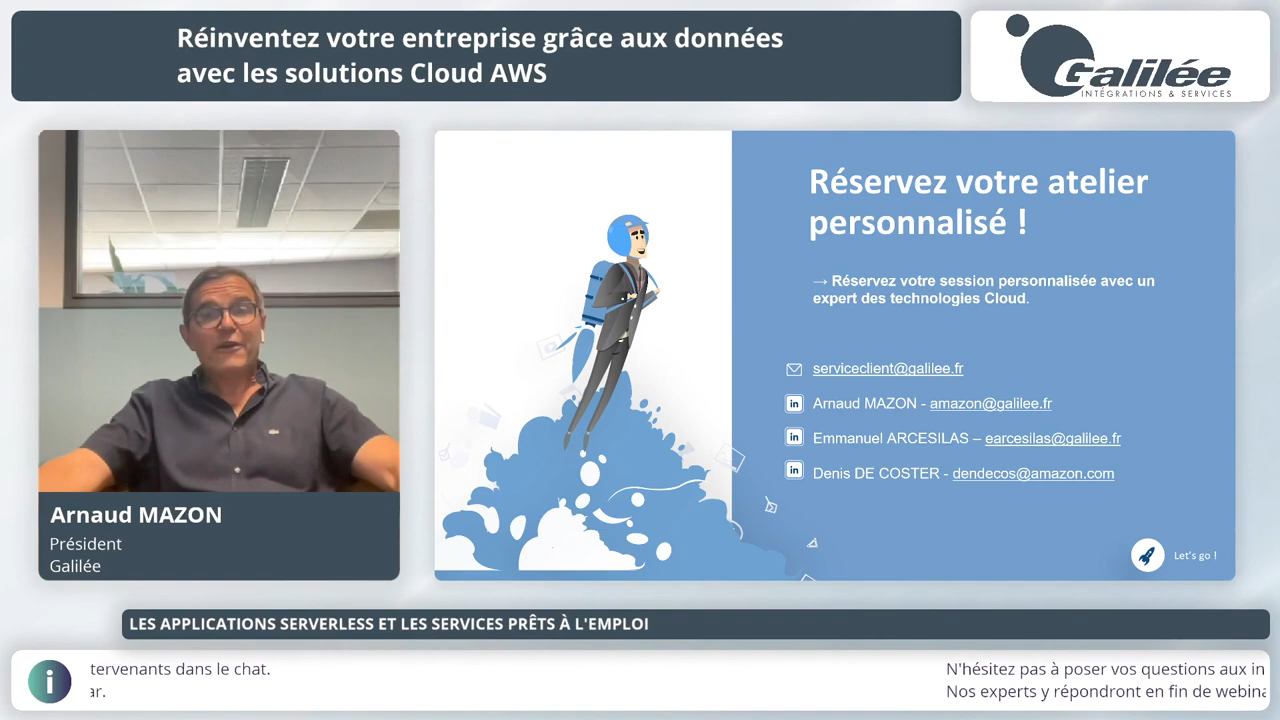 Réinventez votre entreprise grâce aux données
avec les solutions Cloud AWS
Galilée
INTÉGRATIONS & SERVICES
Réservez votre atelier
personnalisé !
→ Réservez votre session personnalisée avec un
expert des technologies Cloud.
serviceclient@galilee.fr
in Arnaud MAZON - amazon@galilee.fr
in Emmanuel ARCESILAS – earcesilas@galilee.fr
in Denis DE COSTER - dendecos@amazon.com
Let's go !
Arnaud MAZON
Président
Galilée
LES APPLICATIONS SERVERLESS ET LES SERVICES PRÊTS À L'EMPLOI
i
tervenants dans le chat.
ar.
N'hésitez pas à poser vos questions aux in
Nos experts y répondront en fin de webina